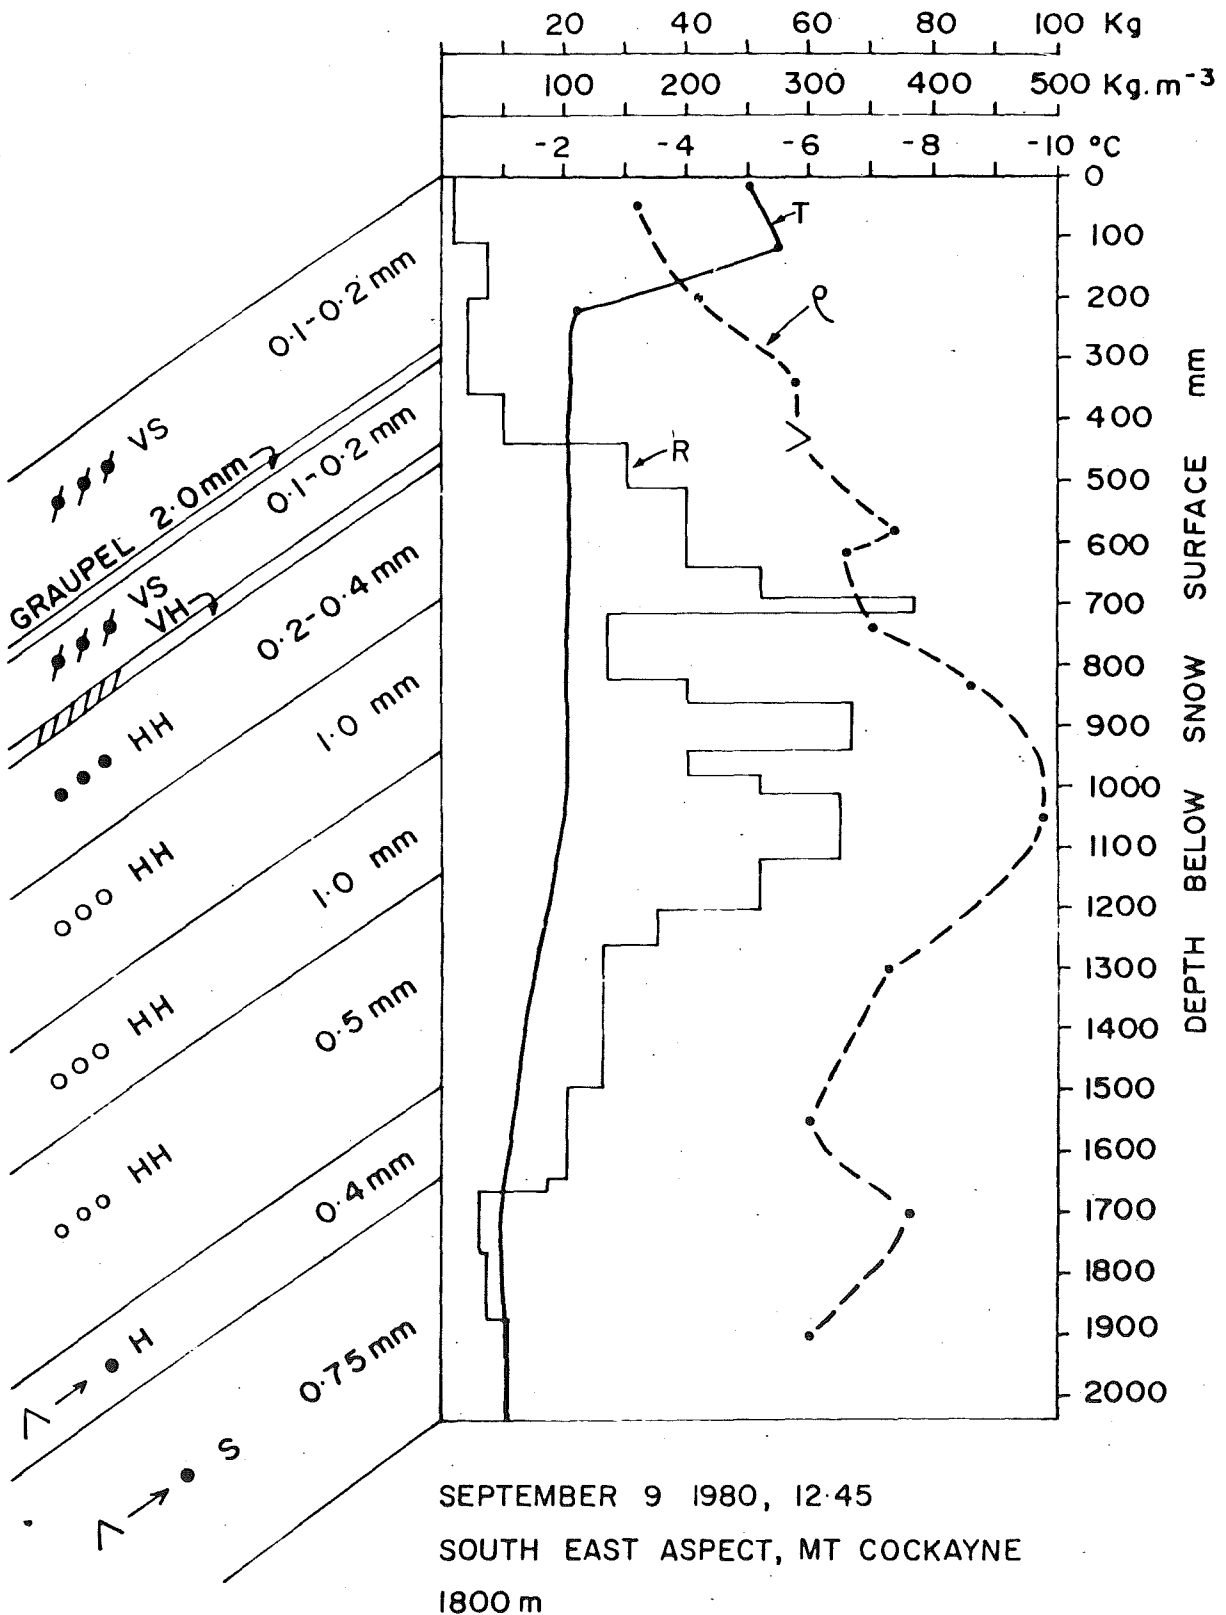 20 40 60 80 100 Kg
100 200 300 400 500 Kg.m⁻³
-2 -4 -6 -8 -10 °C
0
100
200
300
400
500
600
700
800
900
1000
1100
1200
1300
1400
1500
1600
1700
1800
1900
2000
DEPTH BELOW SNOW SURFACE mm
T
ρ
R
0·1-0·2 mm
VS
GRAUPEL 2·0mm
0·1-0·2 mm
VS
VH
0·2-0·4 mm
HH
1·0 mm
HH
1·0 mm
HH
0·5 mm
HH
0·4 mm
H
0·75 mm
S
SEPTEMBER 9 1980, 12·45
SOUTH EAST ASPECT, MT COCKAYNE
1800 m